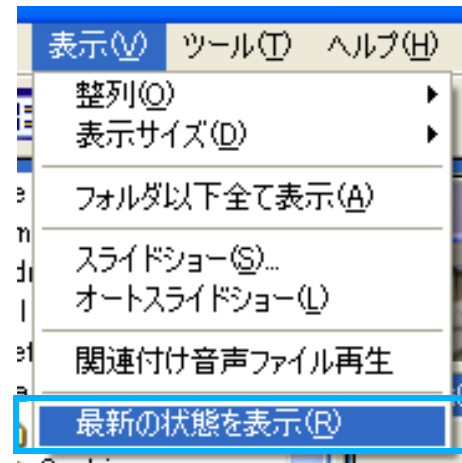 表示(V) ツール(T) ヘルプ(H)
整列(O)
表示サイズ(D)
フォルダ以下全て表示(A)
スライドショー(S)...
オートスライドショー(L)
関連付け音声ファイル再生
最新の状態を表示(R)